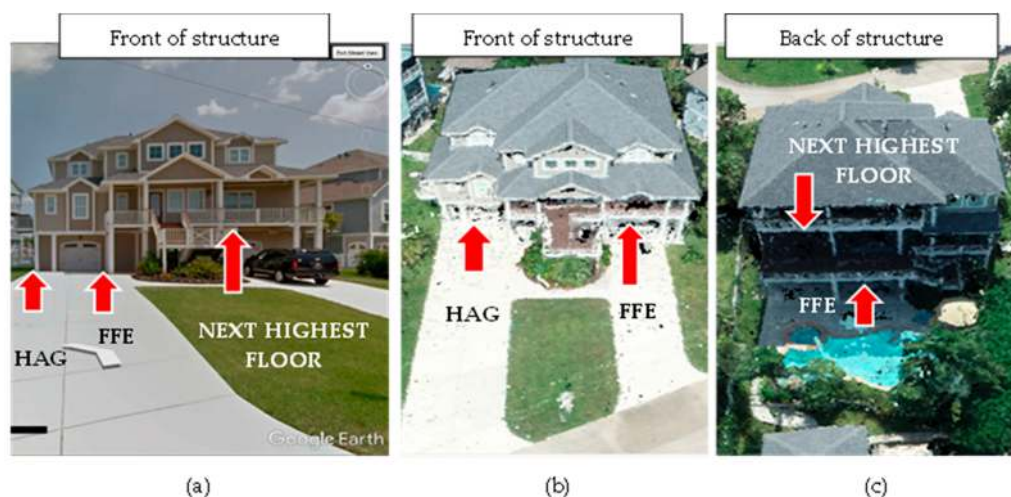 Front of structure
Front of structure
Back of structure
NEXT HIGHEST
FLOOR
HAG
FFE
NEXT HIGHEST
FLOOR
HAG
FFE
FFE
Google Earth
(a)
(b)
(c)